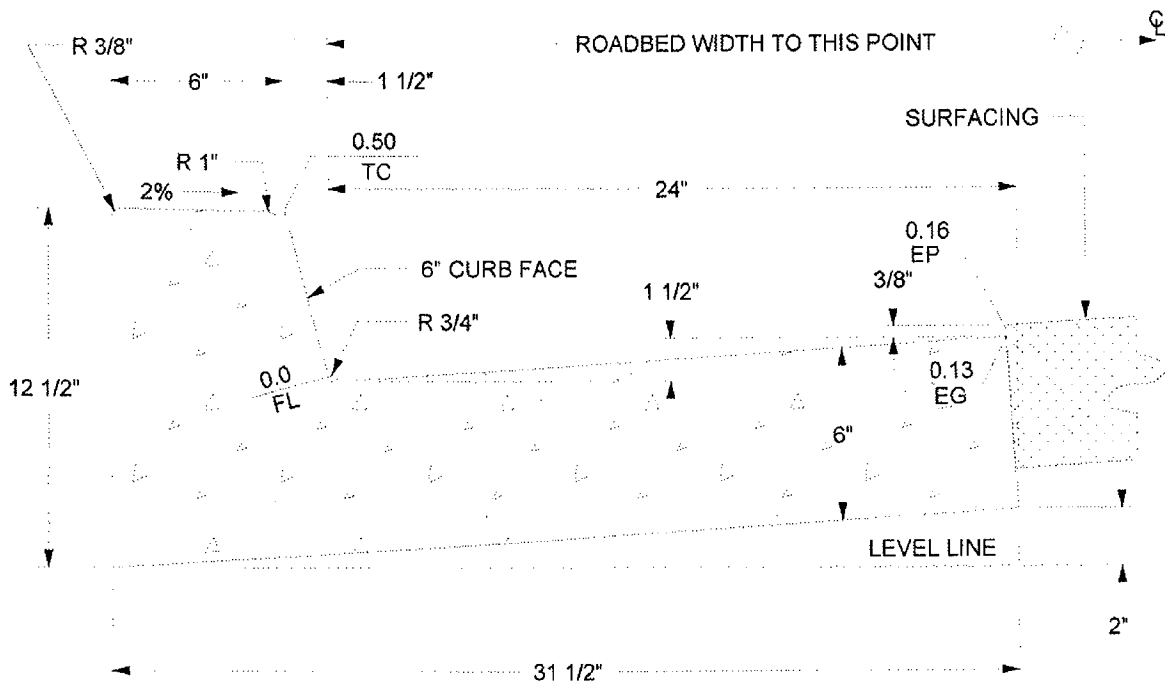 ℄
R 3/8"
ROADBED WIDTH TO THIS POINT
6"
1 1/2"
SURFACING
0.50
TC
R 1"
2%
24"
0.16
EP
6" CURB FACE
1 1/2"
3/8"
R 3/4"
0.0
FL
12 1/2"
0.13
EG
6"
LEVEL LINE
2"
31 1/2"